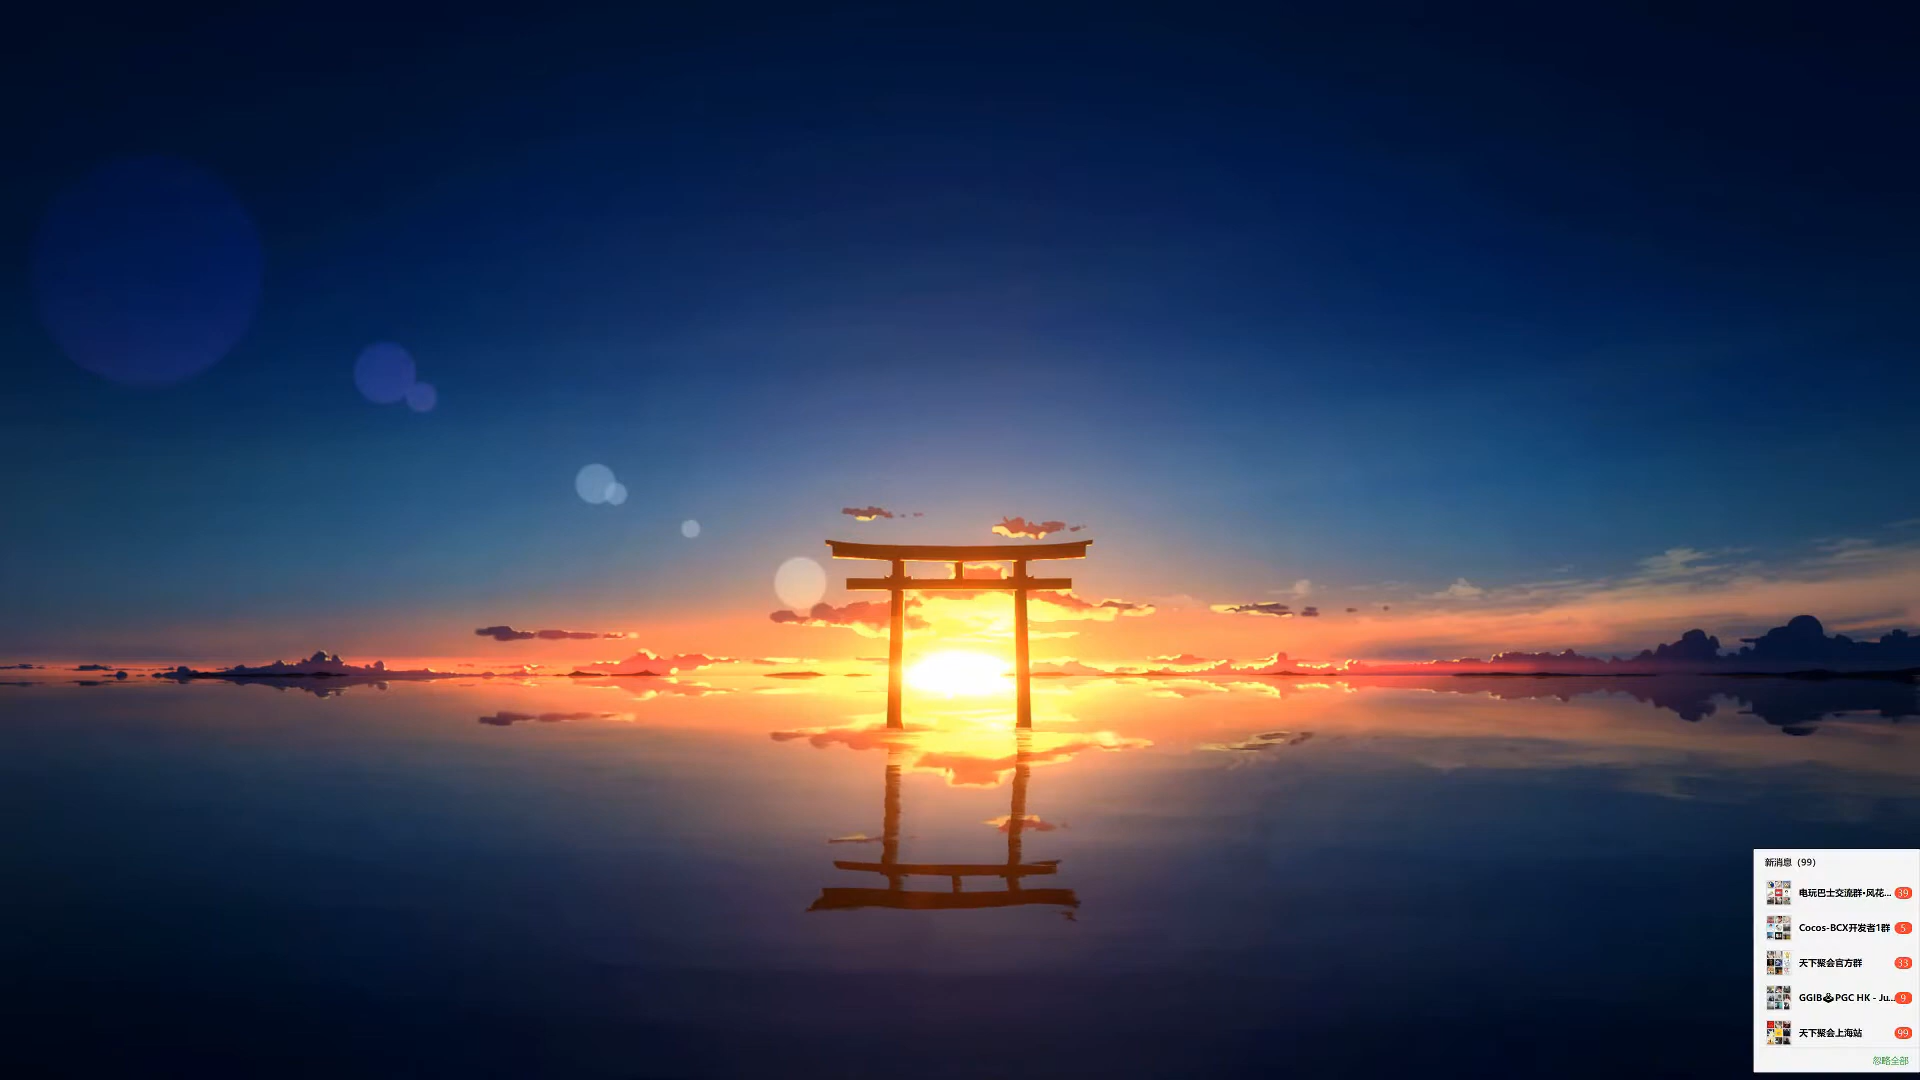 新消息（99）
电玩巴士交流群•风花... 39
Cocos-BCX开发者1群 5
天下聚会官方群 33
GGIB🕹PGC HK - Ju... 9
天下聚会上海站 99
忽略全部